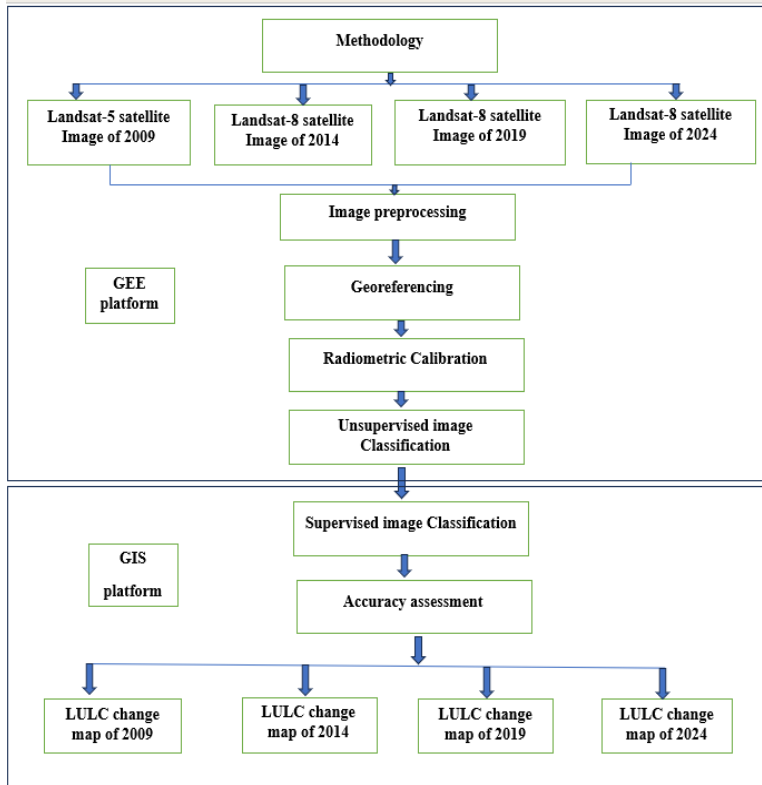 Methodology
Landsat-5 satellite
Image of 2009
Landsat-8 satellite
Image of 2014
Landsat-8 satellite
Image of 2019
Landsat-8 satellite
Image of 2024
Image preprocessing
GEE
platform
Georeferencing
Radiometric Calibration
Unsupervised image
Classification
Supervised image Classification
GIS
platform
Accuracy assessment
LULC change
map of 2009
LULC change
map of 2014
LULC change
map of 2019
LULC change
map of 2024